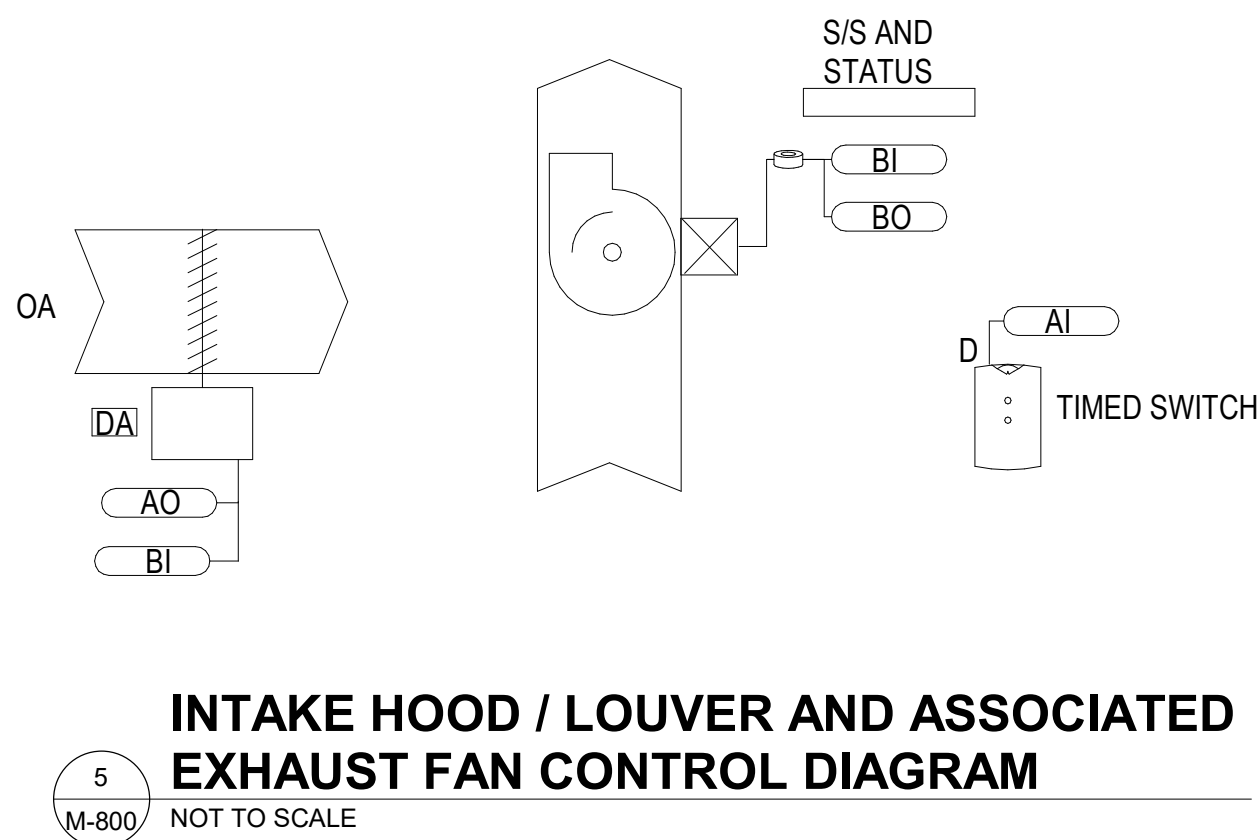 S/S AND
STATUS
BI
BO
OA
AI
D
TIMED SWITCH
DA
AO
BI
INTAKE HOOD / LOUVER AND ASSOCIATED
EXHAUST FAN CONTROL DIAGRAM
5
M-800
NOT TO SCALE